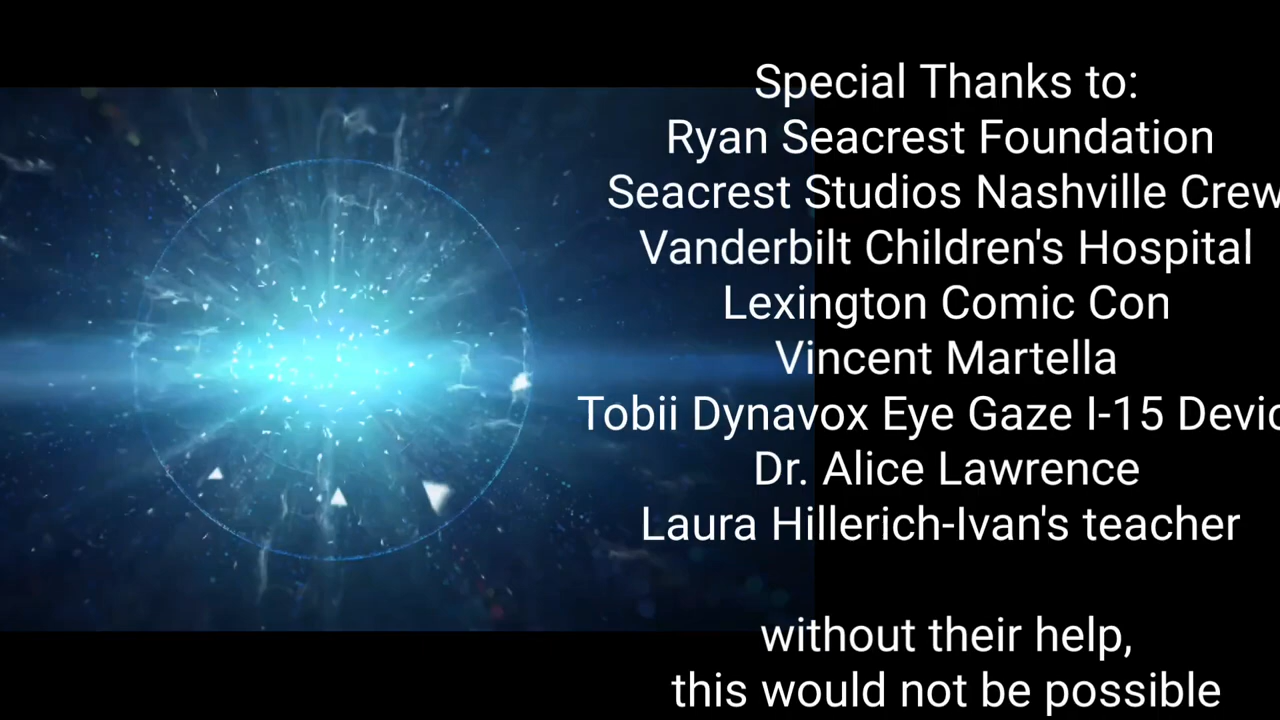 Special Thanks to:
Ryan Seacrest Foundation
Seacrest Studios Nashville Crew
Vanderbilt Children's Hospital
Lexington Comic Con
Vincent Martella
Tobii Dynavox Eye Gaze I-15
Dr. Alice Lawrence
Laura Hillerich-Ivan's teacher
without their help,
this would not be possible